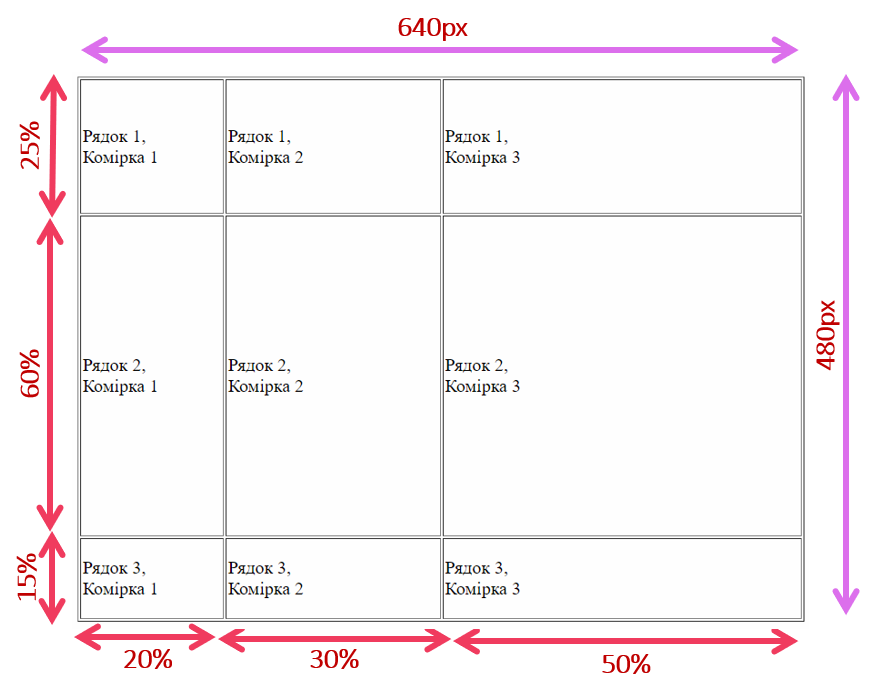 640px
25%
Рядок 1,
Комірка 1
Рядок 1,
Комірка 2
Рядок 1,
Комірка 3
480px
60%
Рядок 2,
Комірка 1
Рядок 2,
Комірка 2
Рядок 2,
Комірка 3
15%
Рядок 3,
Комірка 1
Рядок 3,
Комірка 2
Рядок 3,
Комірка 3
20%
30%
50%